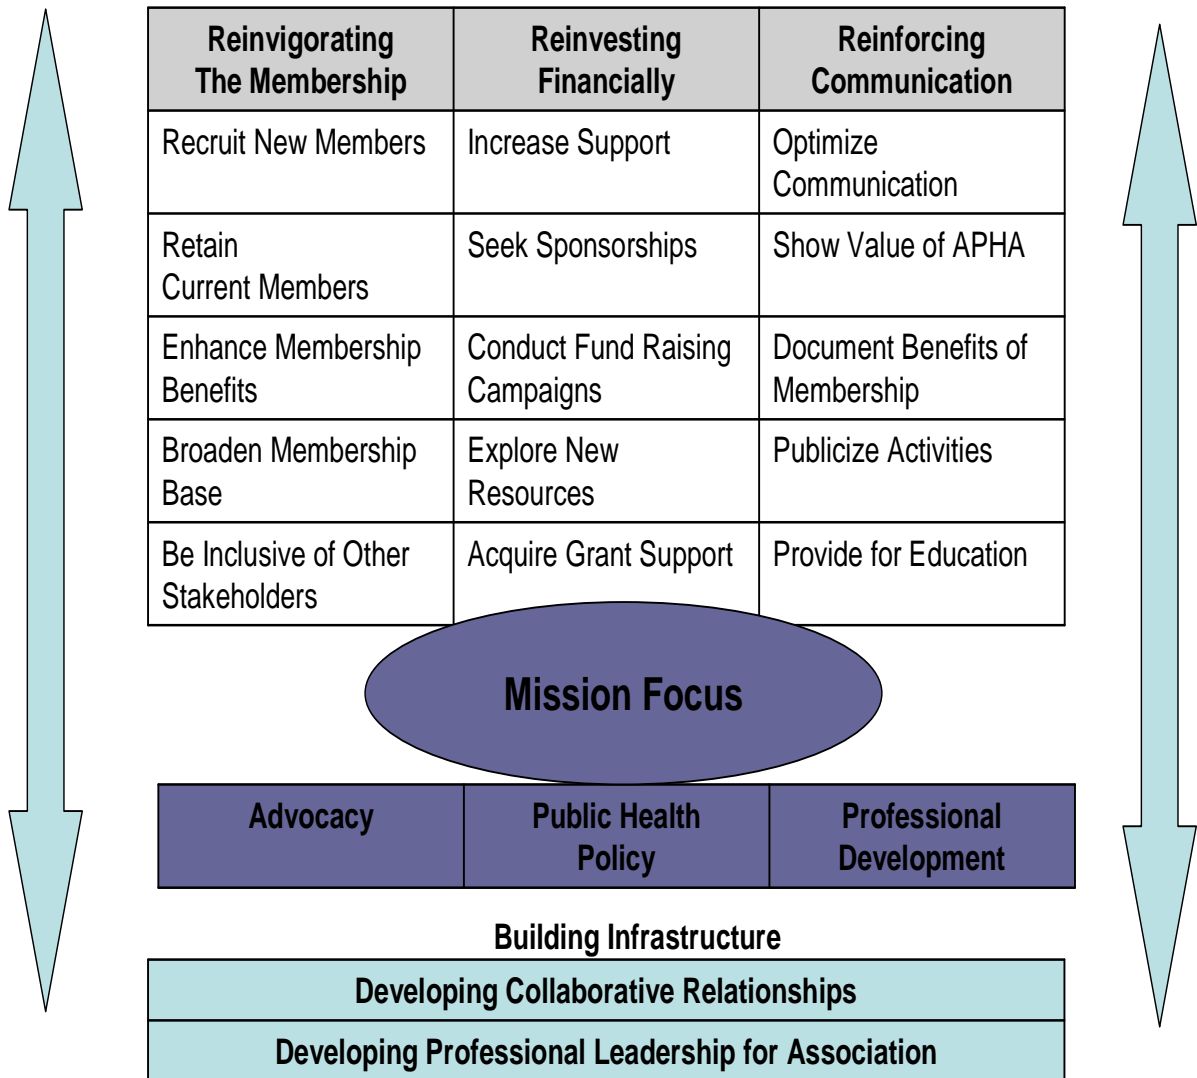 Reinvigorating
The Membership
Reinvesting
Financially
Reinforcing
Communication
Recruit New Members
Increase Support
Optimize
Communication
Retain
Current Members
Seek Sponsorships
Show Value of APHA
Enhance Membership
Benefits
Conduct Fund Raising
Campaigns
Document Benefits of
Membership
Broaden Membership
Base
Explore New
Resources
Publicize Activities
Be Inclusive of Other
Stakeholders
Acquire Grant Support
Provide for Education
Mission Focus
Advocacy
Public Health
Policy
Professional
Development
Building Infrastructure
Developing Collaborative Relationships
Developing Professional Leadership for Association